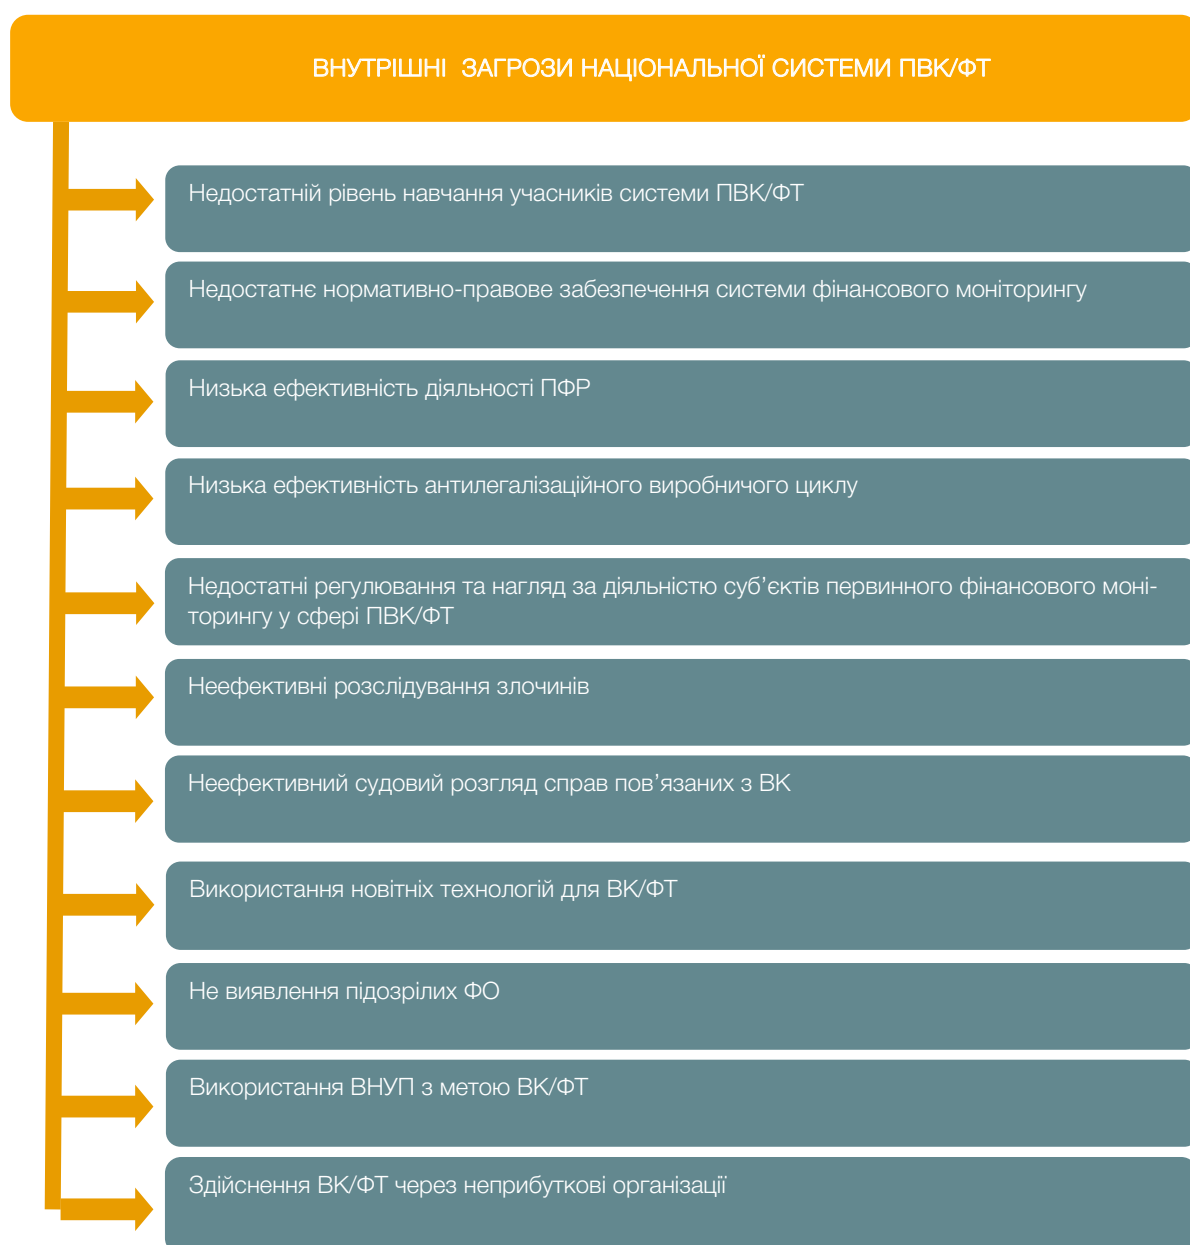 ВНУТРІШНІ ЗАГРОЗИ НАЦІОНАЛЬНОЇ СИСТЕМИ ПВК/ФТ
Недостатній рівень навчання учасників системи ПВК/ФТ
Недостатнє нормативно-правове забезпечення системи фінансового моніторингу
Низька ефективність діяльності ПФР
Низька ефективність антилегалізаційного виробничого циклу
Недостатні регулювання та нагляд за діяльністю суб’єктів первинного фінансового моні-
торингу у сфері ПВК/ФТ
Неефективні розслідування злочинів
Неефективний судовий розгляд справ пов’язаних з ВК
Використання новітніх технологій для ВК/ФТ
Не виявлення підозрілих ФО
Використання ВНУП з метою ВК/ФТ
Здійснення ВК/ФТ через неприбуткові організації